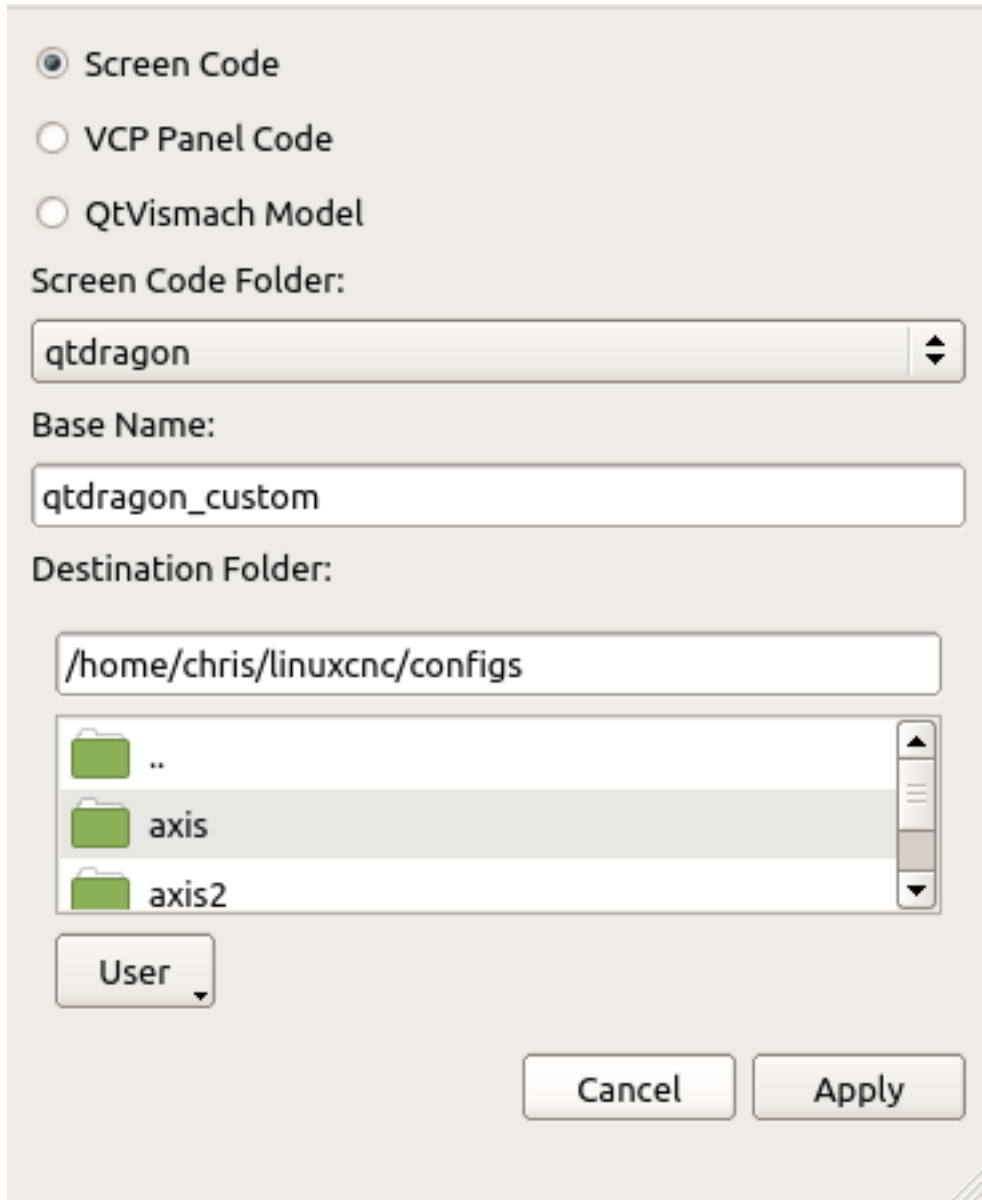 Screen Code
VCP Panel Code
QtVismach Model
Screen Code Folder:
qtdragon
Base Name:
qtdragon_custom
Destination Folder:
/home/chris/linuxcnc/configs
..
axis
axis2
User
Cancel
Apply